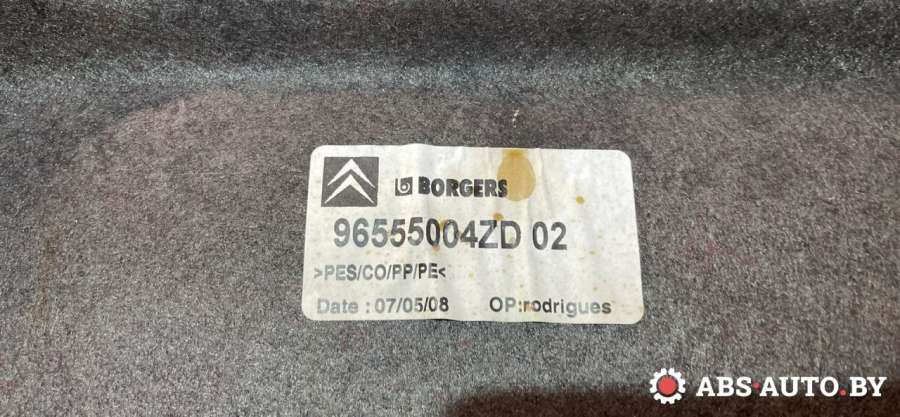 BORGERS
96555004ZD 02
>PES/CO/PP/PE<
Date : 07/05/08 OP:rodrigues
ABS-AUTO.BY